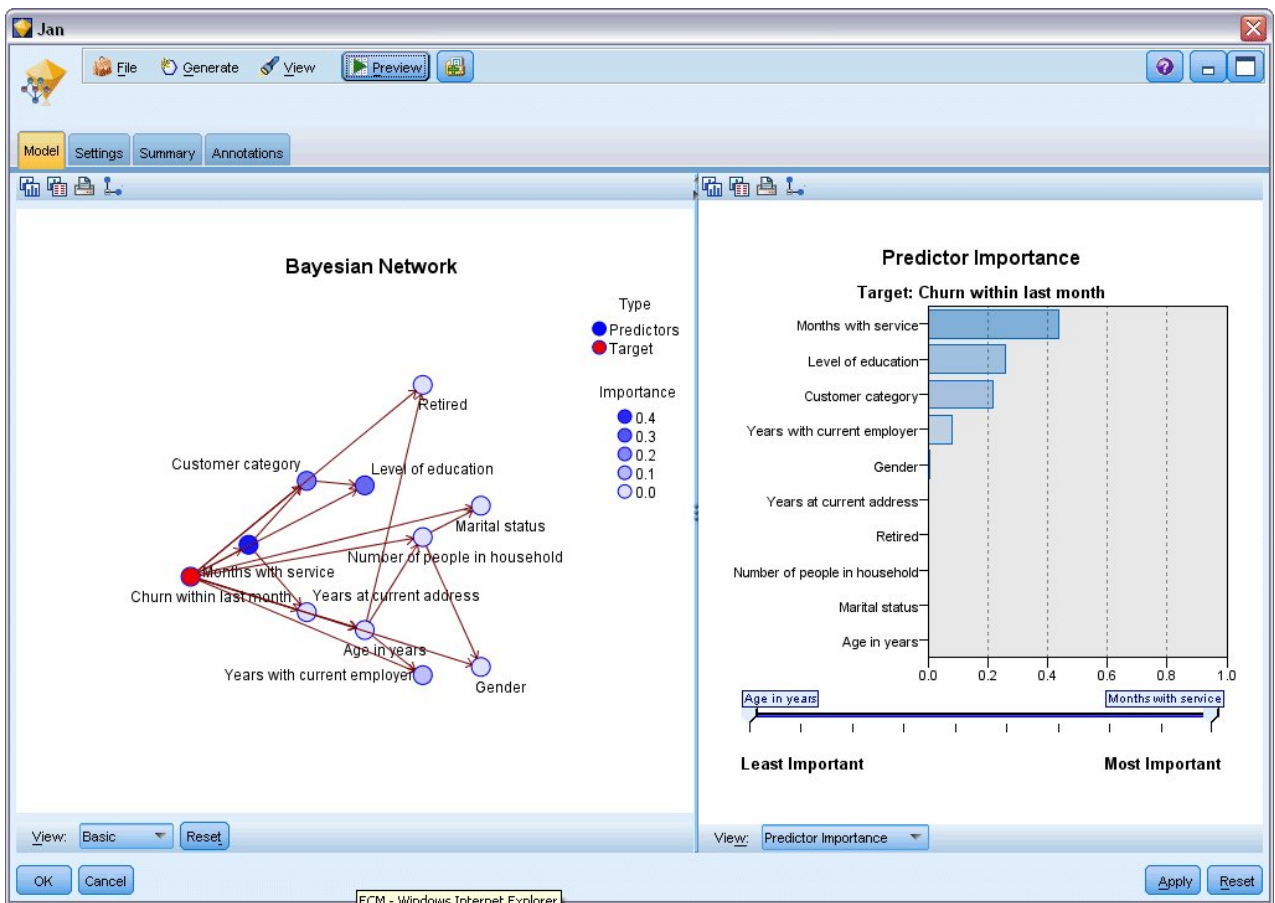 Jan
File Generate View Preview
Model Settings Summary Annotations
Bayesian Network
Type
Predictors
Target
Importance
0.4
0.3
0.2
0.1
0.0
Retired
Customer category
Level of education
Marital status
Number of people in household
Months with service
Churn within last month
Years at current address
Age in years
Years with current employer
Gender
View: Basic Reset
Predictor Importance
Target: Churn within last month
Months with service
Level of education
Customer category
Years with current employer
Gender
Years at current address
Retired
Number of people in household
Marital status
Age in years
0.0 0.2 0.4 0.6 0.8 1.0
Age in years Months with service
Least Important Most Important
View: Predictor Importance
OK Cancel Apply Reset
ECM - Windows Internet Explorer